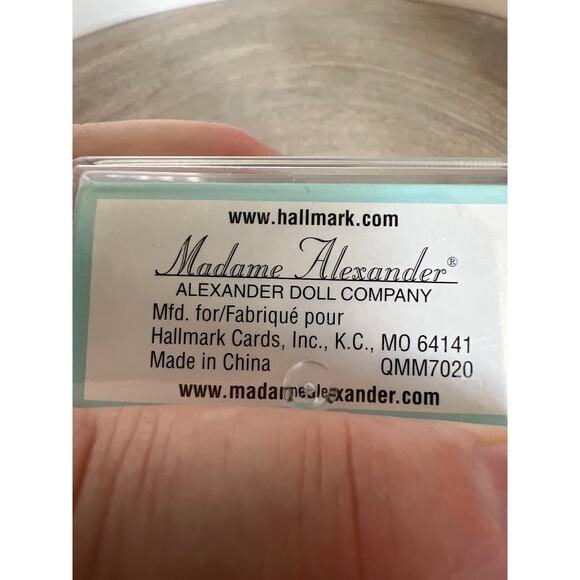 www.hallmark.com
Madame Alexander®
ALEXANDER DOLL COMPANY
Mfd. for/Fabriqué pour
Hallmark Cards, Inc., K.C., MO 64141
Made in China QMM7020
www.madamealexander.com